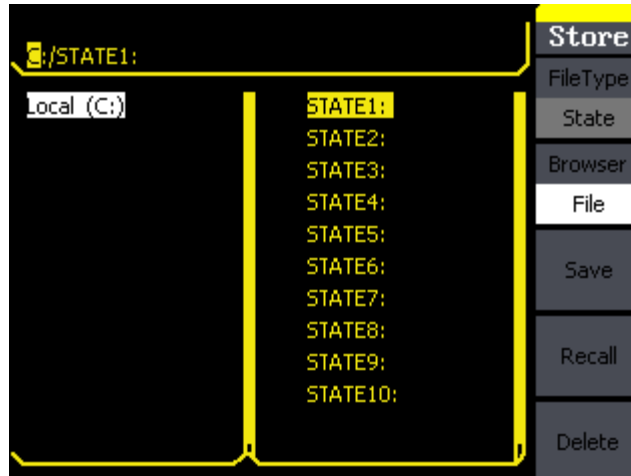 C:/STATE1:
Local (C:)
STATE1:
STATE2:
STATE3:
STATE4:
STATE5:
STATE6:
STATE7:
STATE8:
STATE9:
STATE10:
Store
FileType
State
Browser
File
Save
Recall
Delete